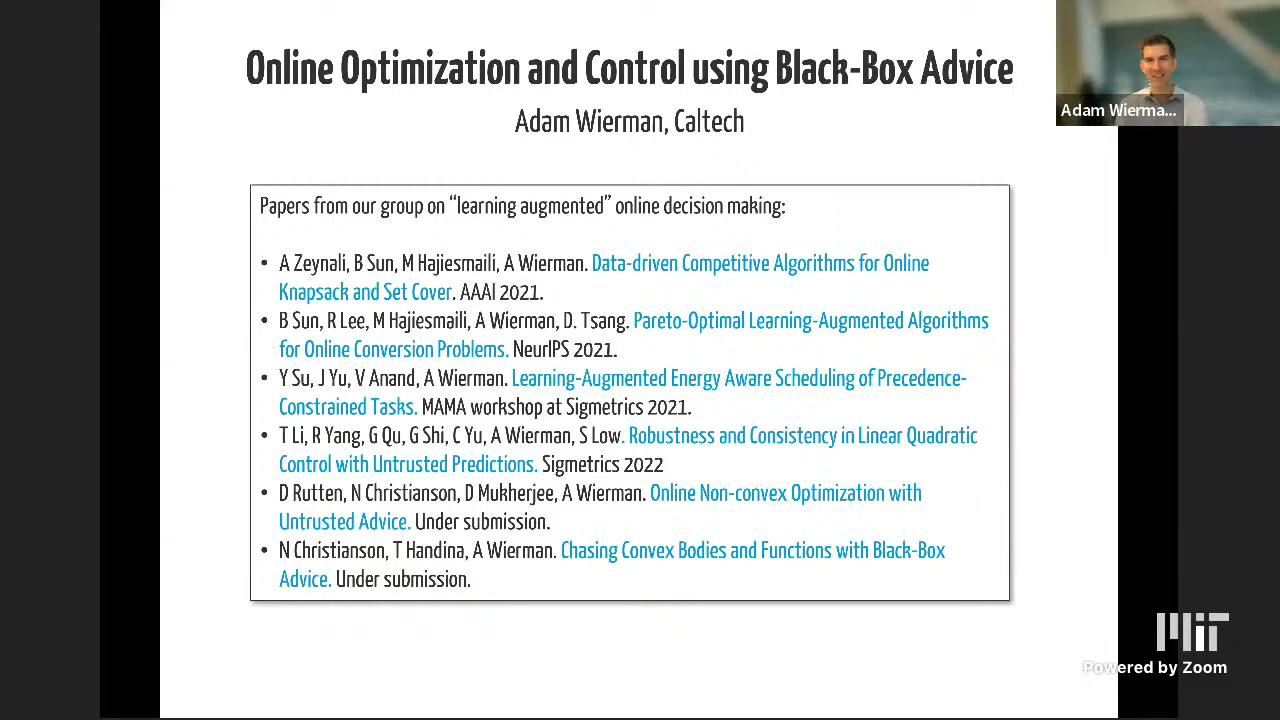 Online Optimization and Control using Black-Box Advice
Adam Wierman, Caltech
Adam Wierma...
Papers from our group on “learning augmented” online decision making:
• A Zeynali, B Sun, M Hajiesmaili, A Wierman. Data-driven Competitive Algorithms for Online
Knapsack and Set Cover. AAAI 2021.
• B Sun, R Lee, M Hajiesmaili, A Wierman, D. Tsang. Pareto-Optimal Learning-Augmented Algorithms
for Online Conversion Problems. NeurIPS 2021.
• Y Su, J Yu, V Anand, A Wierman. Learning-Augmented Energy Aware Scheduling of Precedence-
Constrained Tasks. MAMA workshop at Sigmetrics 2021.
• T Li, R Yang, G Qu, G Shi, C Yu, A Wierman, S Low. Robustness and Consistency in Linear Quadratic
Control with Untrusted Predictions. Sigmetrics 2022
• D Rutten, N Christianson, D Mukherjee, A Wierman. Online Non-convex Optimization with
Untrusted Advice. Under submission.
• N Christianson, T Handina, A Wierman. Chasing Convex Bodies and Functions with Black-Box
Advice. Under submission.
MIT
Powered by Zoom